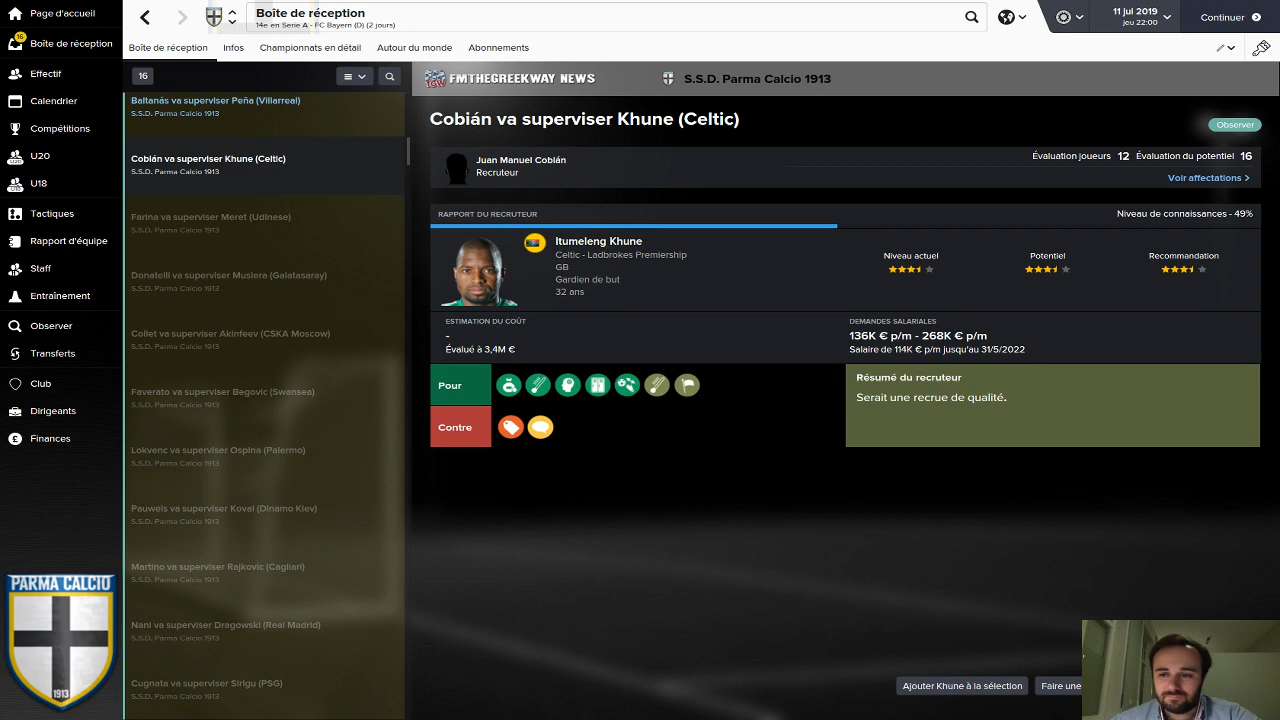 Page d'accueil
16
Boîte de réception
Effectif
Calendrier
Compétitions
U20
U20
U18
U18
Tactiques
Rapport d'équipe
Staff
Entraînement
Observer
Transferts
Club
Dirigeants
Finances
PARMA CALCIO
1913
Boîte de réception
14e en Serie A - FC Bayern (D) (2 jours)
11 jul 2019
jeu 22:00
Continuer
Boîte de réception
Infos
Championnats en détail
Autour du monde
Abonnements
16
Baltanás va superviser Peña (Villarreal)
S.S.D. Parma Calcio 1913
Cobián va superviser Khune (Celtic)
S.S.D. Parma Calcio 1913
Farina va superviser Meret (Udinese)
S.S.D. Parma Calcio 1913
Donatelli va superviser Muslera (Galatasaray)
S.S.D. Parma Calcio 1913
Collet va superviser Akinfeev (CSKA Moscow)
S.S.D. Parma Calcio 1913
Faverato va superviser Begovic (Swansea)
S.S.D. Parma Calcio 1913
Lokvenc va superviser Ospina (Palermo)
S.S.D. Parma Calcio 1913
Pauwels va superviser Koval (Dinamo Kiev)
S.S.D. Parma Calcio 1913
Martino va superviser Rajkovic (Cagliari)
S.S.D. Parma Calcio 1913
Nani va superviser Dragowski (Real Madrid)
S.S.D. Parma Calcio 1913
Cugnata va superviser Sirigu (PSG)
S.S.D. Parma Calcio 1913
FMTHEGREEKWAY NEWS
S.S.D. Parma Calcio 1913
Cobián va superviser Khune (Celtic)
Observer
Juan Manuel Cobián
Recruteur
Évaluation joueurs 12 Évaluation du potentiel 16
Voir affectations >
RAPPORT DU RECRUTEUR
Niveau de connaissances - 49%
Itumeleng Khune
Celtic - Ladbrokes Premiership
GB
Gardien de but
32 ans
Niveau actuel
Potentiel
Recommandation
ESTIMATION DU COÛT
-
Évalué à 3,4M €
DEMANDES SALARIALES
136K € p/m - 268K € p/m
Salaire de 114K € p/m jusqu'au 31/5/2022
Pour
Contre
Résumé du recruteur
Serait une recrue de qualité.
Ajouter Khune à la sélection
Faire une